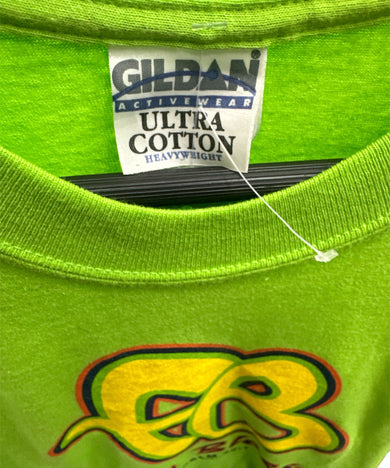 GILDAN®
ACTIVEWEAR
ULTRA
COTTON
HEAVYWEIGHT